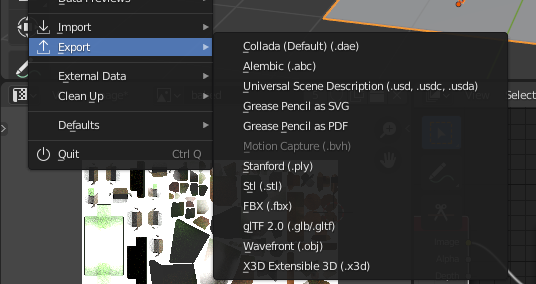 Data Previews
Import
Export
External Data
Clean Up
Defaults
Quit Ctrl Q
Collada (Default) (.dae)
Alembic (.abc)
Universal Scene Description (.usd, .usdc, .usda)
Grease Pencil as SVG
Grease Pencil as PDF
Motion Capture (.bvh)
Stanford (.ply)
Stl (.stl)
FBX (.fbx)
glTF 2.0 (.glb/.gltf)
Wavefront (.obj)
X3D Extensible 3D (.x3d)
Select